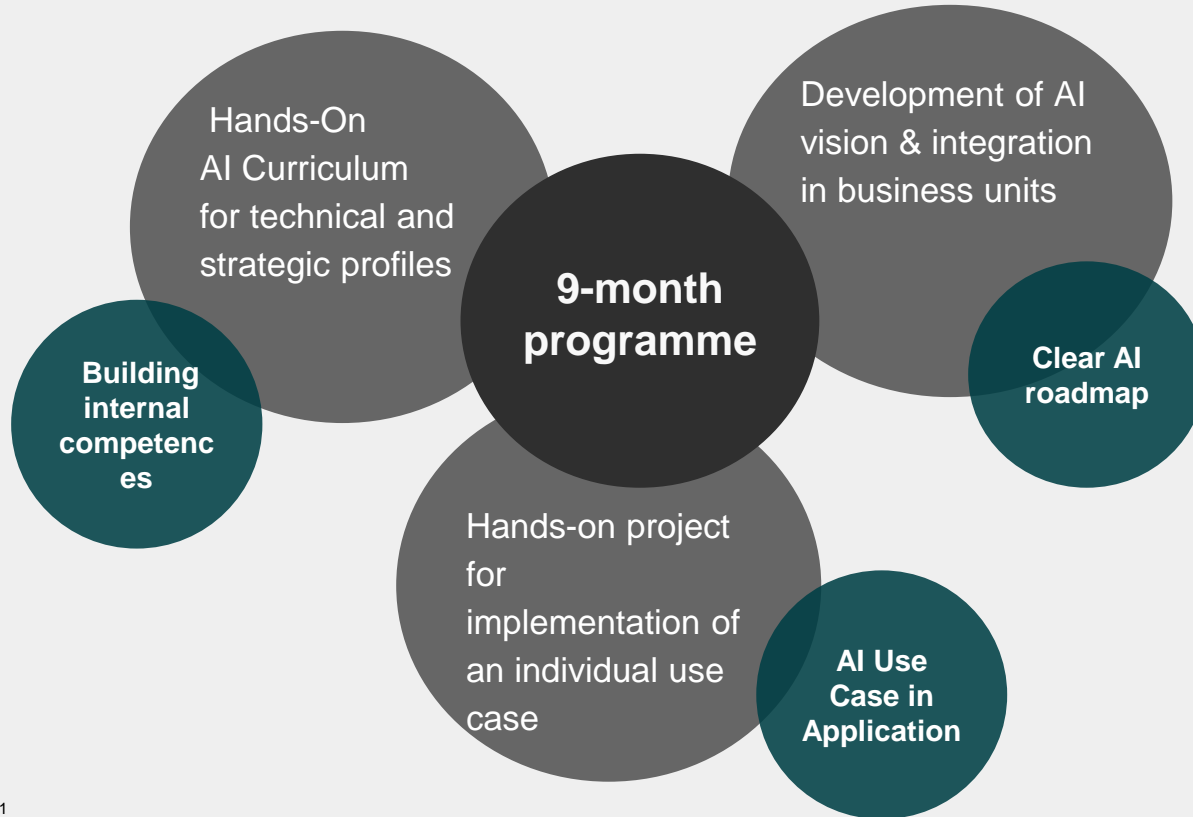 Hands-On
AI Curriculum
for technical and
strategic profiles
Development of AI
vision & integration
in business units
9-month
programme
Building
internal
competenc
es
Clear AI
roadmap
Hands-on project
for
implementation of
an individual use
case
AI Use
Case in
Application
1